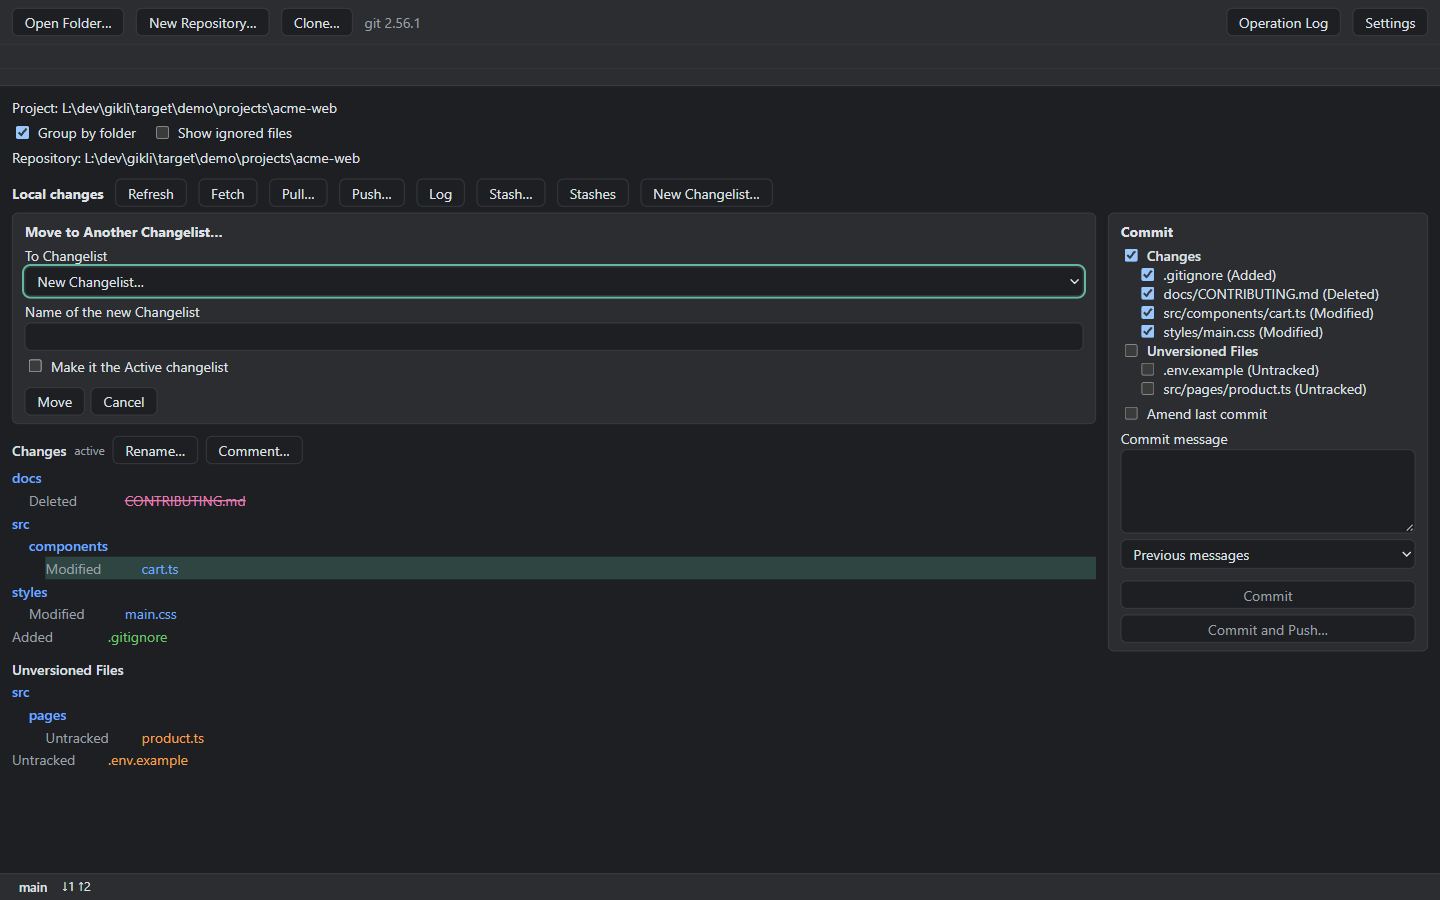 Open Folder... New Repository... Clone... git 2.56.1 Operation Log Settings
Project: L:\dev\gikli\target\demo\projects\acme-web
Group by folder Show ignored files
Repository: L:\dev\gikli\target\demo\projects\acme-web
Local changes Refresh Fetch Pull... Push... Log Stash... Stashes New Changelist...
Move to Another Changelist...
To Changelist
New Changelist...
Name of the new Changelist
Make it the Active changelist
Move Cancel
Changes active Rename... Comment...
docs
Deleted CONTRIBUTING.md
src
components
Modified cart.ts
styles
Modified main.css
Added .gitignore
Unversioned Files
src
pages
Untracked product.ts
Untracked .env.example
Commit
Changes
.gitignore (Added)
docs/CONTRIBUTING.md (Deleted)
src/components/cart.ts (Modified)
styles/main.css (Modified)
Unversioned Files
.env.example (Untracked)
src/pages/product.ts (Untracked)
Amend last commit
Commit message
Previous messages
Commit
Commit and Push...
main ↓1 ↑2